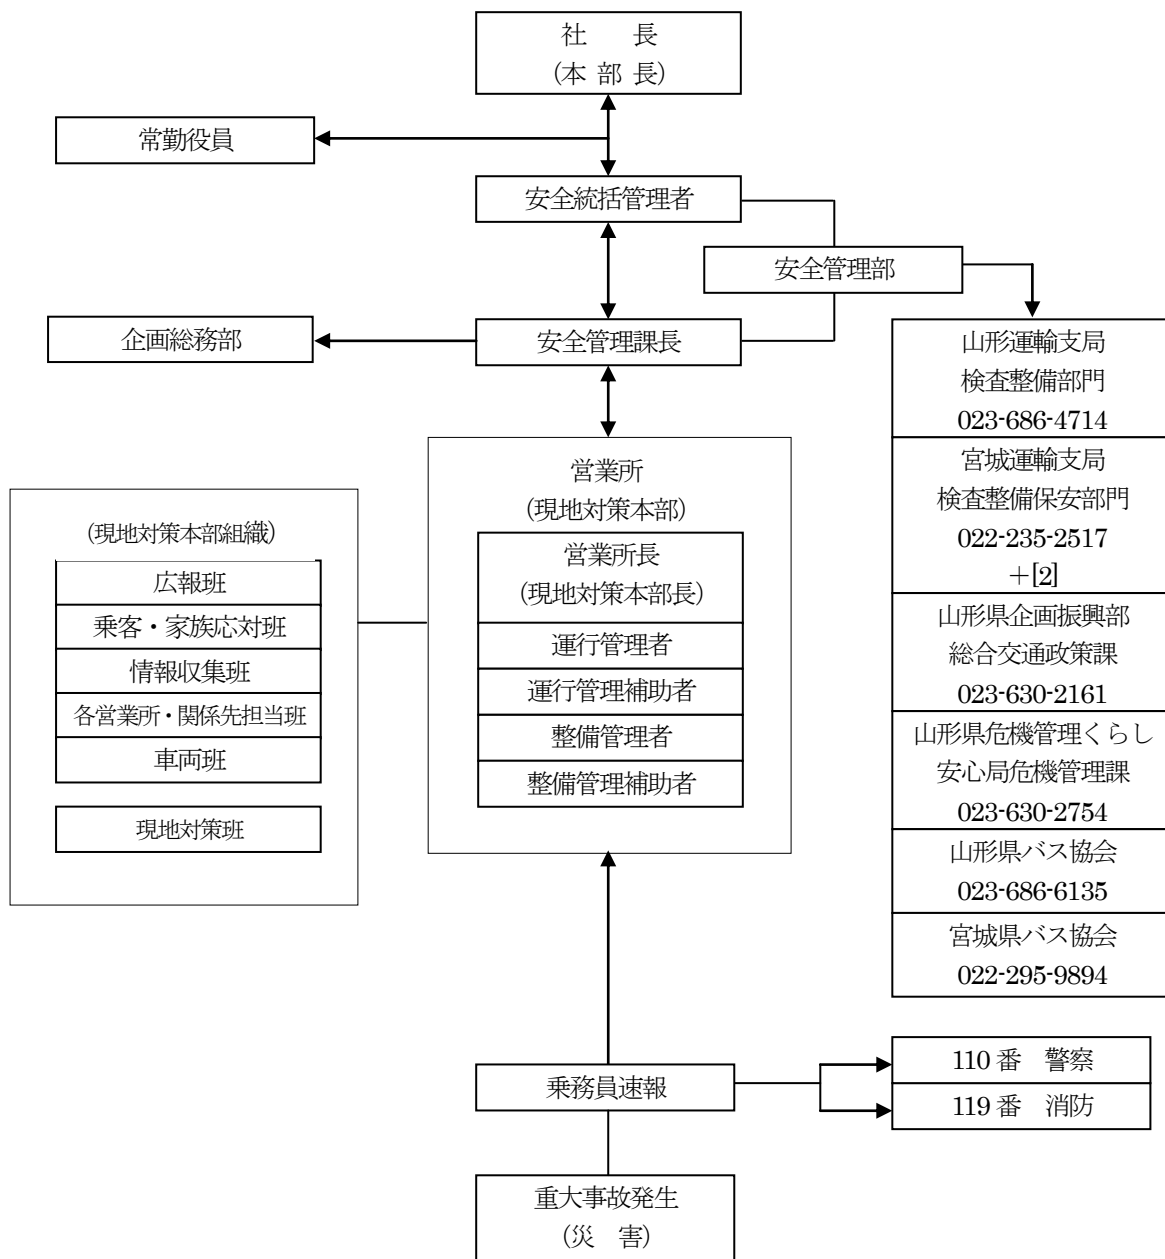 社　長
(本 部 長)
常勤役員
安全統括管理者
安全管理部
企画総務部
安全管理課長
山形運輸支局
検査整備部門
023-686-4714
宮城運輸支局
検査整備保安部門
022-235-2517
+[2]
山形県企画振興部
総合交通政策課
023-630-2161
山形県危機管理くらし
安心局危機管理課
023-630-2754
山形県バス協会
023-686-6135
宮城県バス協会
022-295-9894
営業所
(現地対策本部)
営業所長
(現地対策本部長)
運行管理者
運行管理補助者
整備管理者
整備管理補助者
(現地対策本部組織)
広報班
乗客・家族応対班
情報収集班
各営業所・関係先担当班
車両班
現地対策班
乗務員速報
110 番　警察
119 番　消防
重大事故発生
(災　害)